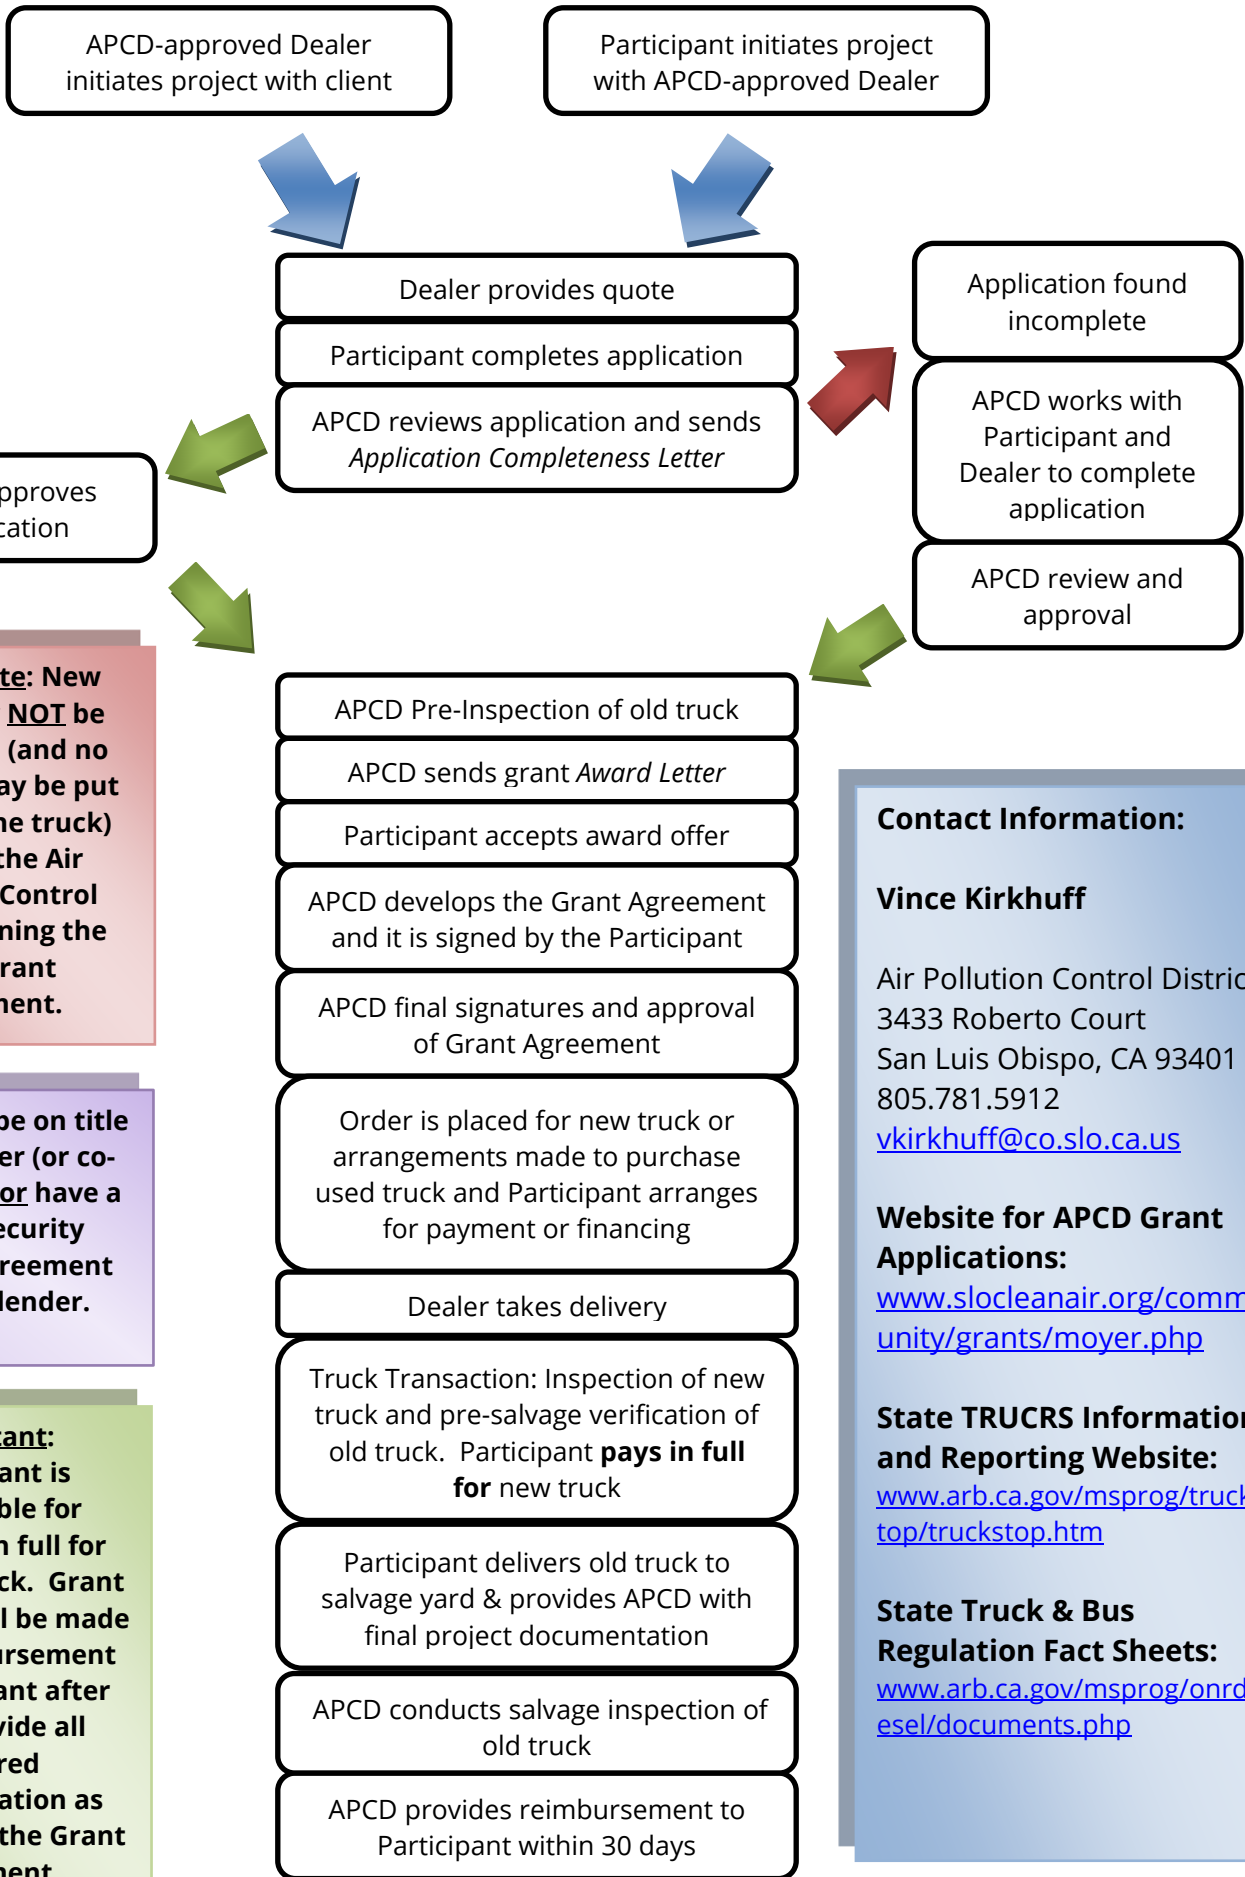 APCD-approved Dealer
initiates project with client
Participant initiates project
with APCD-approved Dealer
Dealer provides quote
Participant completes application
APCD reviews application and sends
Application Completeness Letter
Application found
incomplete
APCD works with
Participant and
Dealer to complete
application
APCD review and
approval
pproves
cation
te: New
NOT be
(and no
ay be put
he truck)
the Air
Control
ning the
rant
ment.
be on title
er (or co-
or have a
ecurity
reement
lender.
tant:
ant is
ble for
n full for
ck. Grant
l be made
ursement
ant after
vide all
red
ation as
the Grant
ment
APCD Pre-Inspection of old truck
APCD sends grant Award Letter
Participant accepts award offer
APCD develops the Grant Agreement
and it is signed by the Participant
APCD final signatures and approval
of Grant Agreement
Order is placed for new truck or
arrangements made to purchase
used truck and Participant arranges
for payment or financing
Dealer takes delivery
Truck Transaction: Inspection of new
truck and pre-salvage verification of
old truck. Participant pays in full
for new truck
Participant delivers old truck to
salvage yard & provides APCD with
final project documentation
APCD conducts salvage inspection of
old truck
APCD provides reimbursement to
Participant within 30 days
Contact Information:
Vince Kirkhuff
Air Pollution Control Distric
3433 Roberto Court
San Luis Obispo, CA 93401
805.781.5912
vkirkhuff@co.slo.ca.us
Website for APCD Grant
Applications:
www.slocleanair.org/comm
unity/grants/moyer.php
State TRUCRS Information
and Reporting Website:
www.arb.ca.gov/msprog/truck
top/truckstop.htm
State Truck & Bus
Regulation Fact Sheets:
www.arb.ca.gov/msprog/onrd
esel/documents.php